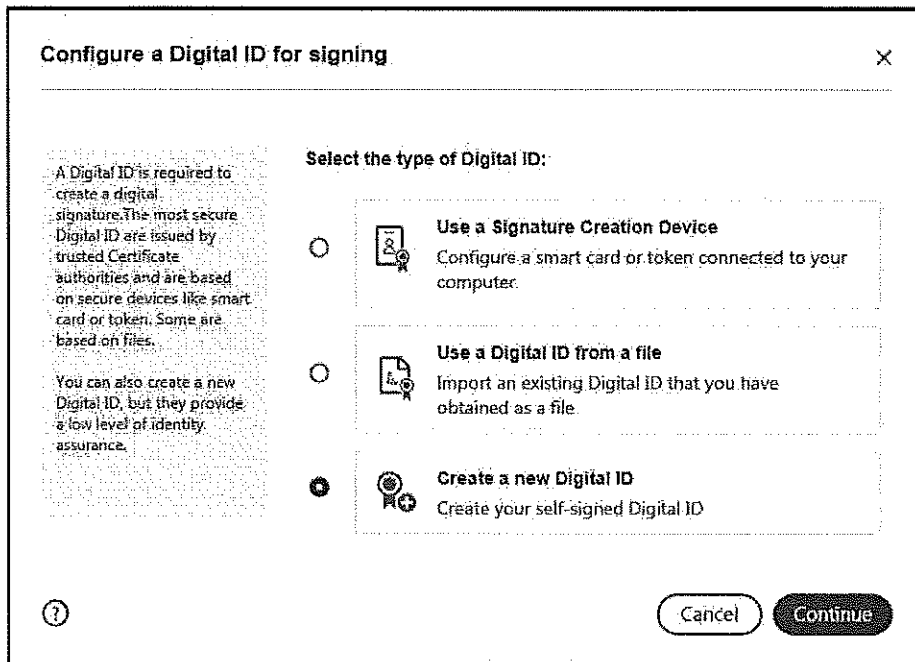 Configure a Digital ID for signing
A Digital ID is required to
create a digital
signature.The most secure
Digital ID are issued by
trusted Certificate
authorities and are based
on secure devices like smart
card or token. Some are
based on files.
You can also create a new
Digital ID, but they provide
a low level of identity
assurance.
Select the type of Digital ID:
Use a Signature Creation Device
Configure a smart card or token connected to your
computer.
Use a Digital ID from a file
Import an existing Digital ID that you have
obtained as a file.
Create a new Digital ID
Create your self-signed Digital ID
Cancel
Continue